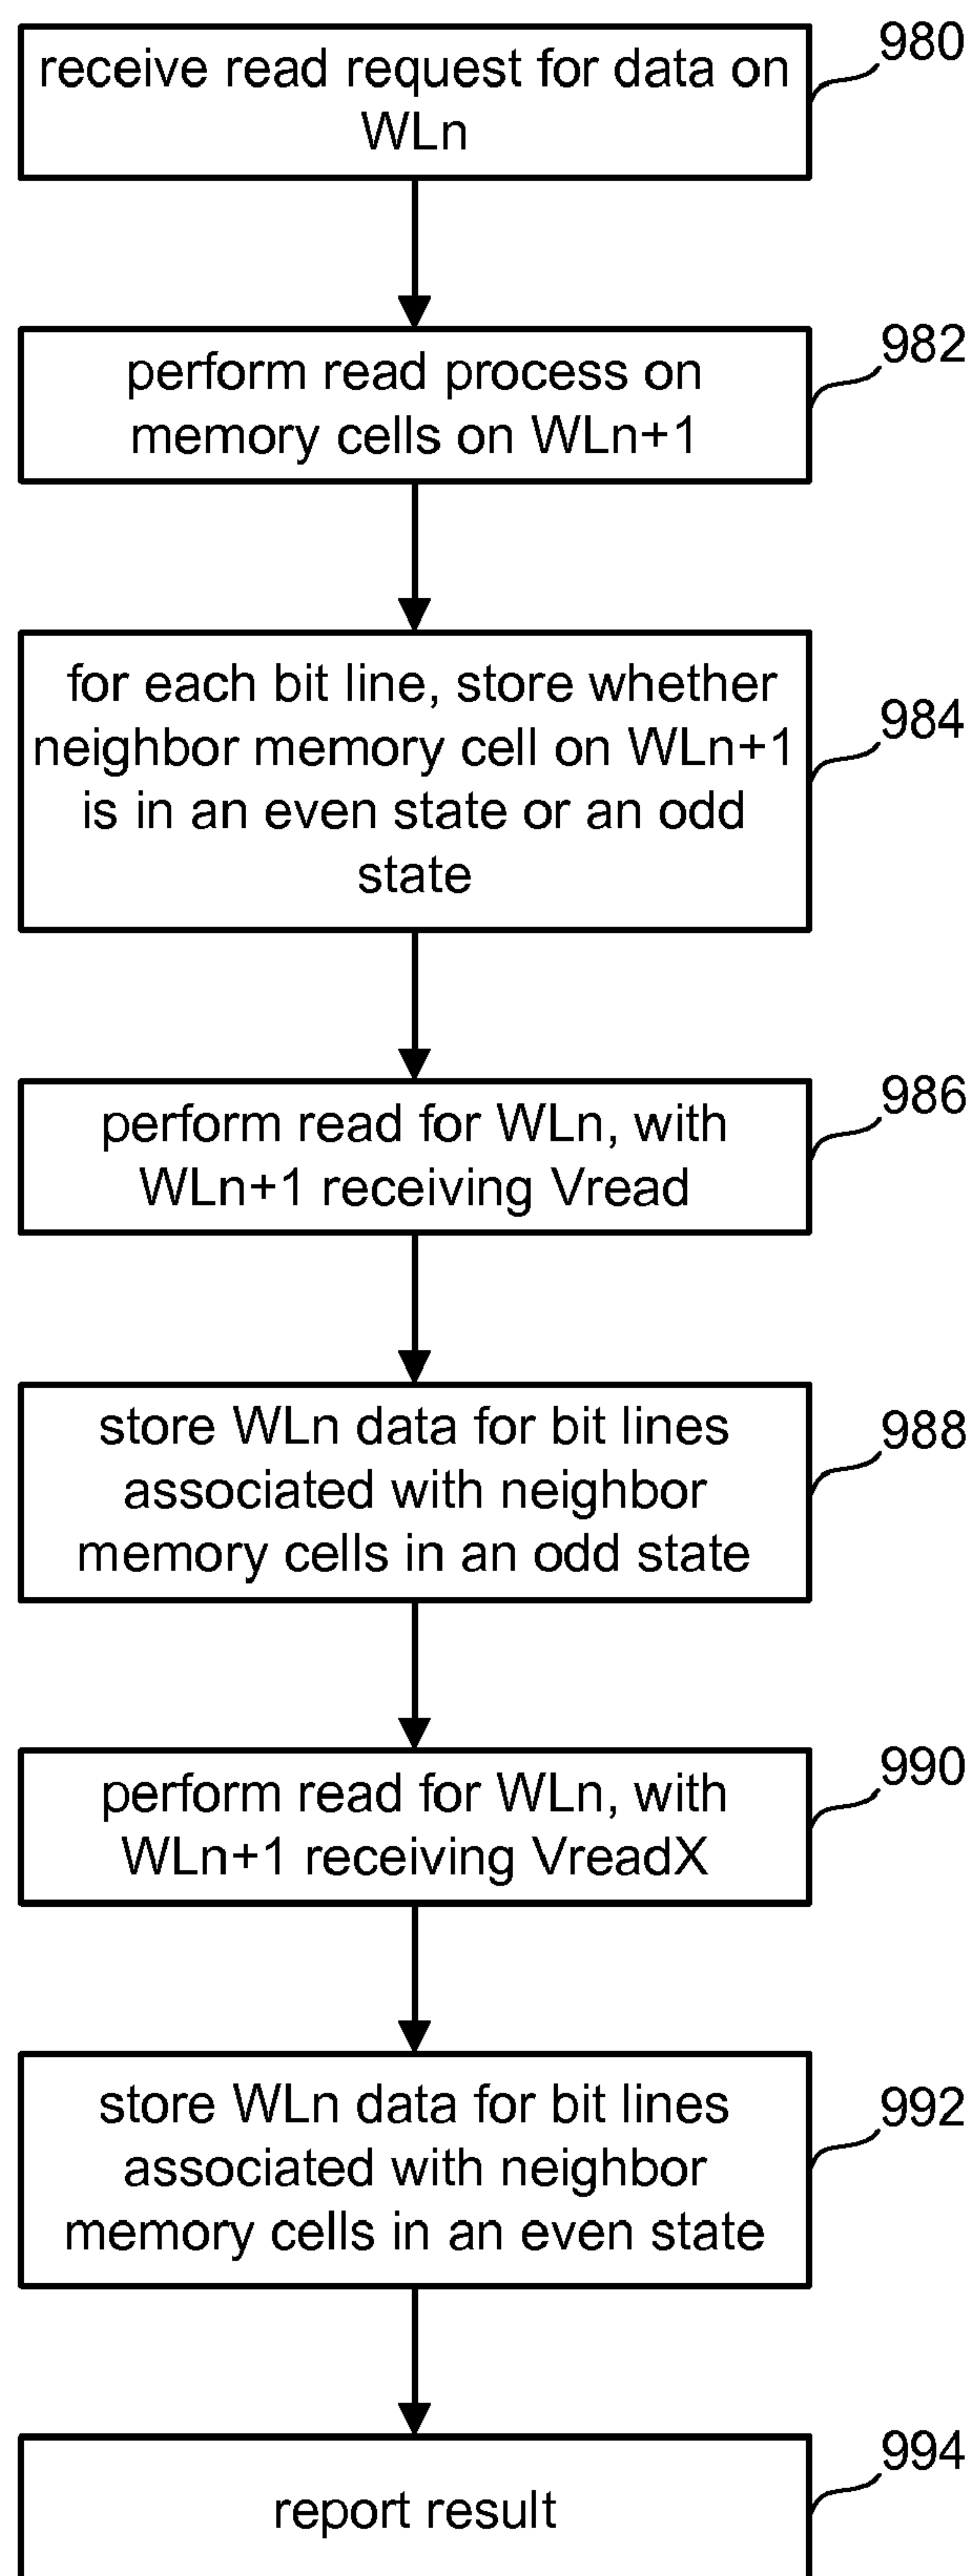 receive read request for data on
WLn
980
perform read process on
memory cells on WLn+1
982
for each bit line, store whether
neighbor memory cell on WLn+1
is in an even state or an odd
state
984
perform read for WLn, with
WLn+1 receiving Vread
986
store WLn data for bit lines
associated with neighbor
memory cells in an odd state
988
perform read for WLn, with
WLn+1 receiving VreadX
990
store WLn data for bit lines
associated with neighbor
memory cells in an even state
992
report result
994